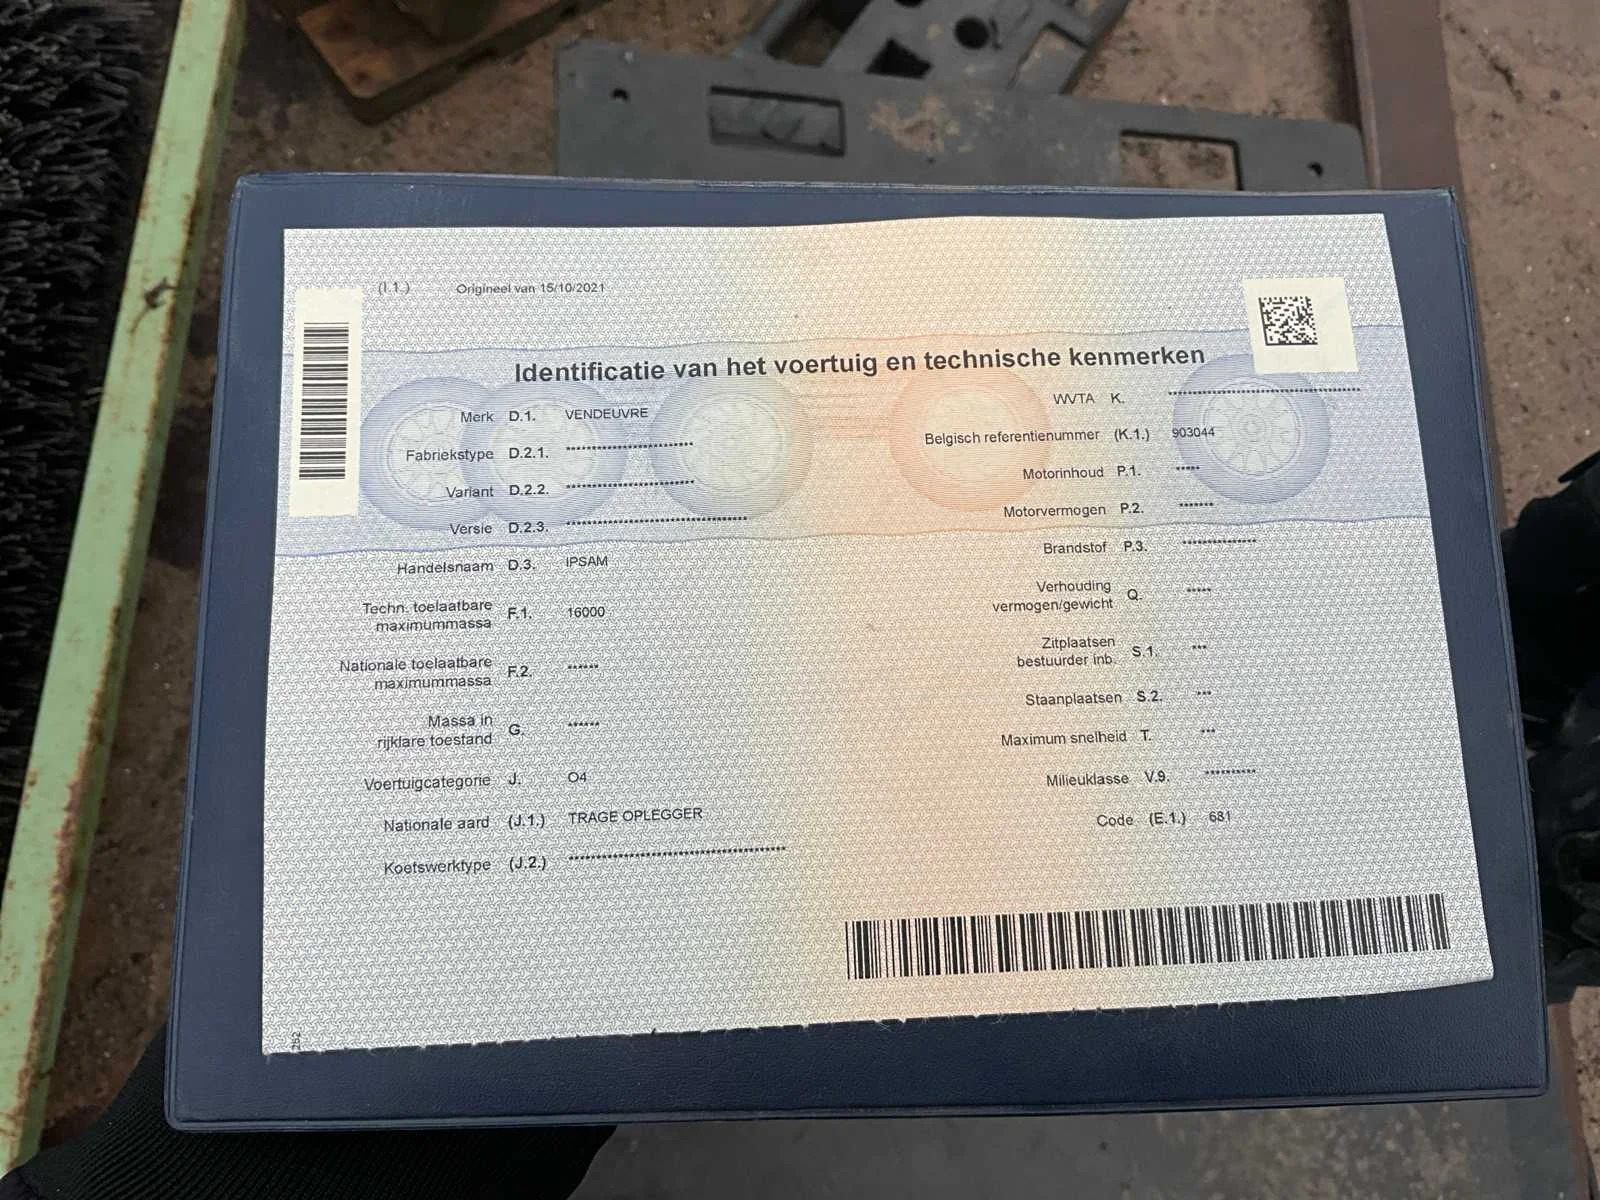 (I.1.) Origineel van 15/10/2021
Identificatie van het voertuig en technische kenmerken
Merk D.1. VENDEUVRE
Fabriekstype D.2.1. ************************
Variant D.2.2. ************************
Versie D.2.3. ***********************************
Handelsnaam D.3. IPSAM
Techn. toelaatbare
maximummassa F.1. 16000
Nationale toelaatbare
maximummassa F.2. ******
Massa in
rijklare toestand G. ******
Voertuigcategorie J. O4
Nationale aard (J.1.) TRAGE OPLEGGER
Koetswerktype (J.2.) ******************************************
WVTA K. *************************************
Belgisch referentienummer (K.1.) 903044
Motorinhoud P.1. *****
Motorvermogen P.2. *******
Brandstof P.3. ***************
Verhouding
vermogen/gewicht Q. *****
Zitplaatsen
bestuurder inb. S.1. ***
Staanplaatsen S.2. ***
Maximum snelheid T. ***
Milieuklasse V.9. **********
Code (E.1.) 681